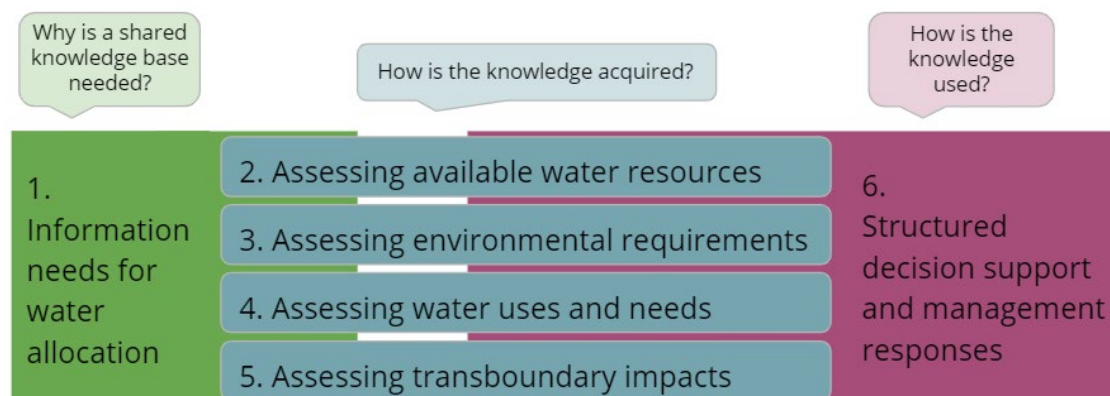 Why is a shared
knowledge base
needed?
How is the knowledge acquired?
How is the
knowledge
used?
1.
Information
needs for
water
allocation
2. Assessing available water resources
3. Assessing environmental requirements
4. Assessing water uses and needs
5. Assessing transboundary impacts
6.
Structured
decision support
and management
responses